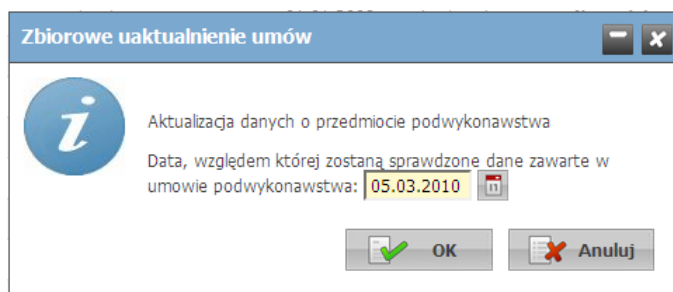 Zbiorowe uaktualnienie umów
Aktualizacja danych o przedmiocie podwykonawstwa
Data, względem której zostaną sprawdzone dane zawarte w
umowie podwykonawstwa: 05.03.2010
OK Anuluj